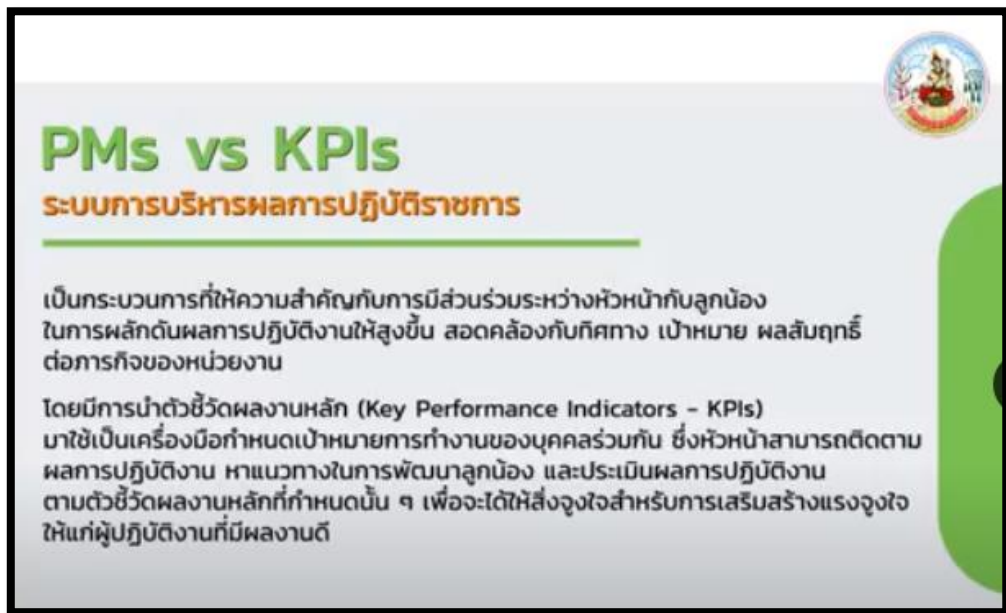 PMs vs KPIs
ระบบการบริหารผลการปฏิบัติราชการ
เป็นกระบวนการที่ให้ความสำคัญกับการมีส่วนร่วมระหว่างหัวหน้ากับลูกน้อง
ในการผลักดันผลการปฏิบัติงานให้สูงขึ้น สอดคล้องกับทิศทาง เป้าหมาย ผลสัมฤทธิ์
ต่อภารกิจของหน่วยงาน
โดยมีการนำตัวชี้วัดผลงานหลัก (Key Performance Indicators - KPIs)
มาใช้เป็นเครื่องมือกำหนดเป้าหมายการทำงานของบุคคลร่วมกัน ซึ่งหัวหน้าสามารถติดตาม
ผลการปฏิบัติงาน หาแนวทางในการพัฒนาลูกน้อง และประเมินผลการปฏิบัติงาน
ตามตัวชี้วัดผลงานหลักที่กำหนดนั้น ๆ เพื่อจะได้ให้สิ่งจูงใจสำหรับการเสริมสร้างแรงจูงใจ
ให้แก่ผู้ปฏิบัติงานที่มีผลงานดี